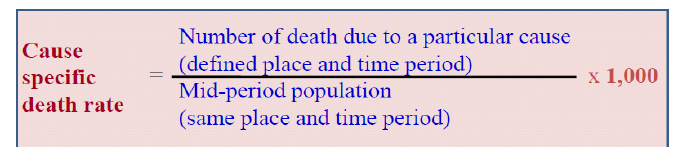 Cause
specific
death rate
=
Number of death due to a particular cause
(defined place and time period)
Mid-period population
(same place and time period)
x 1,000